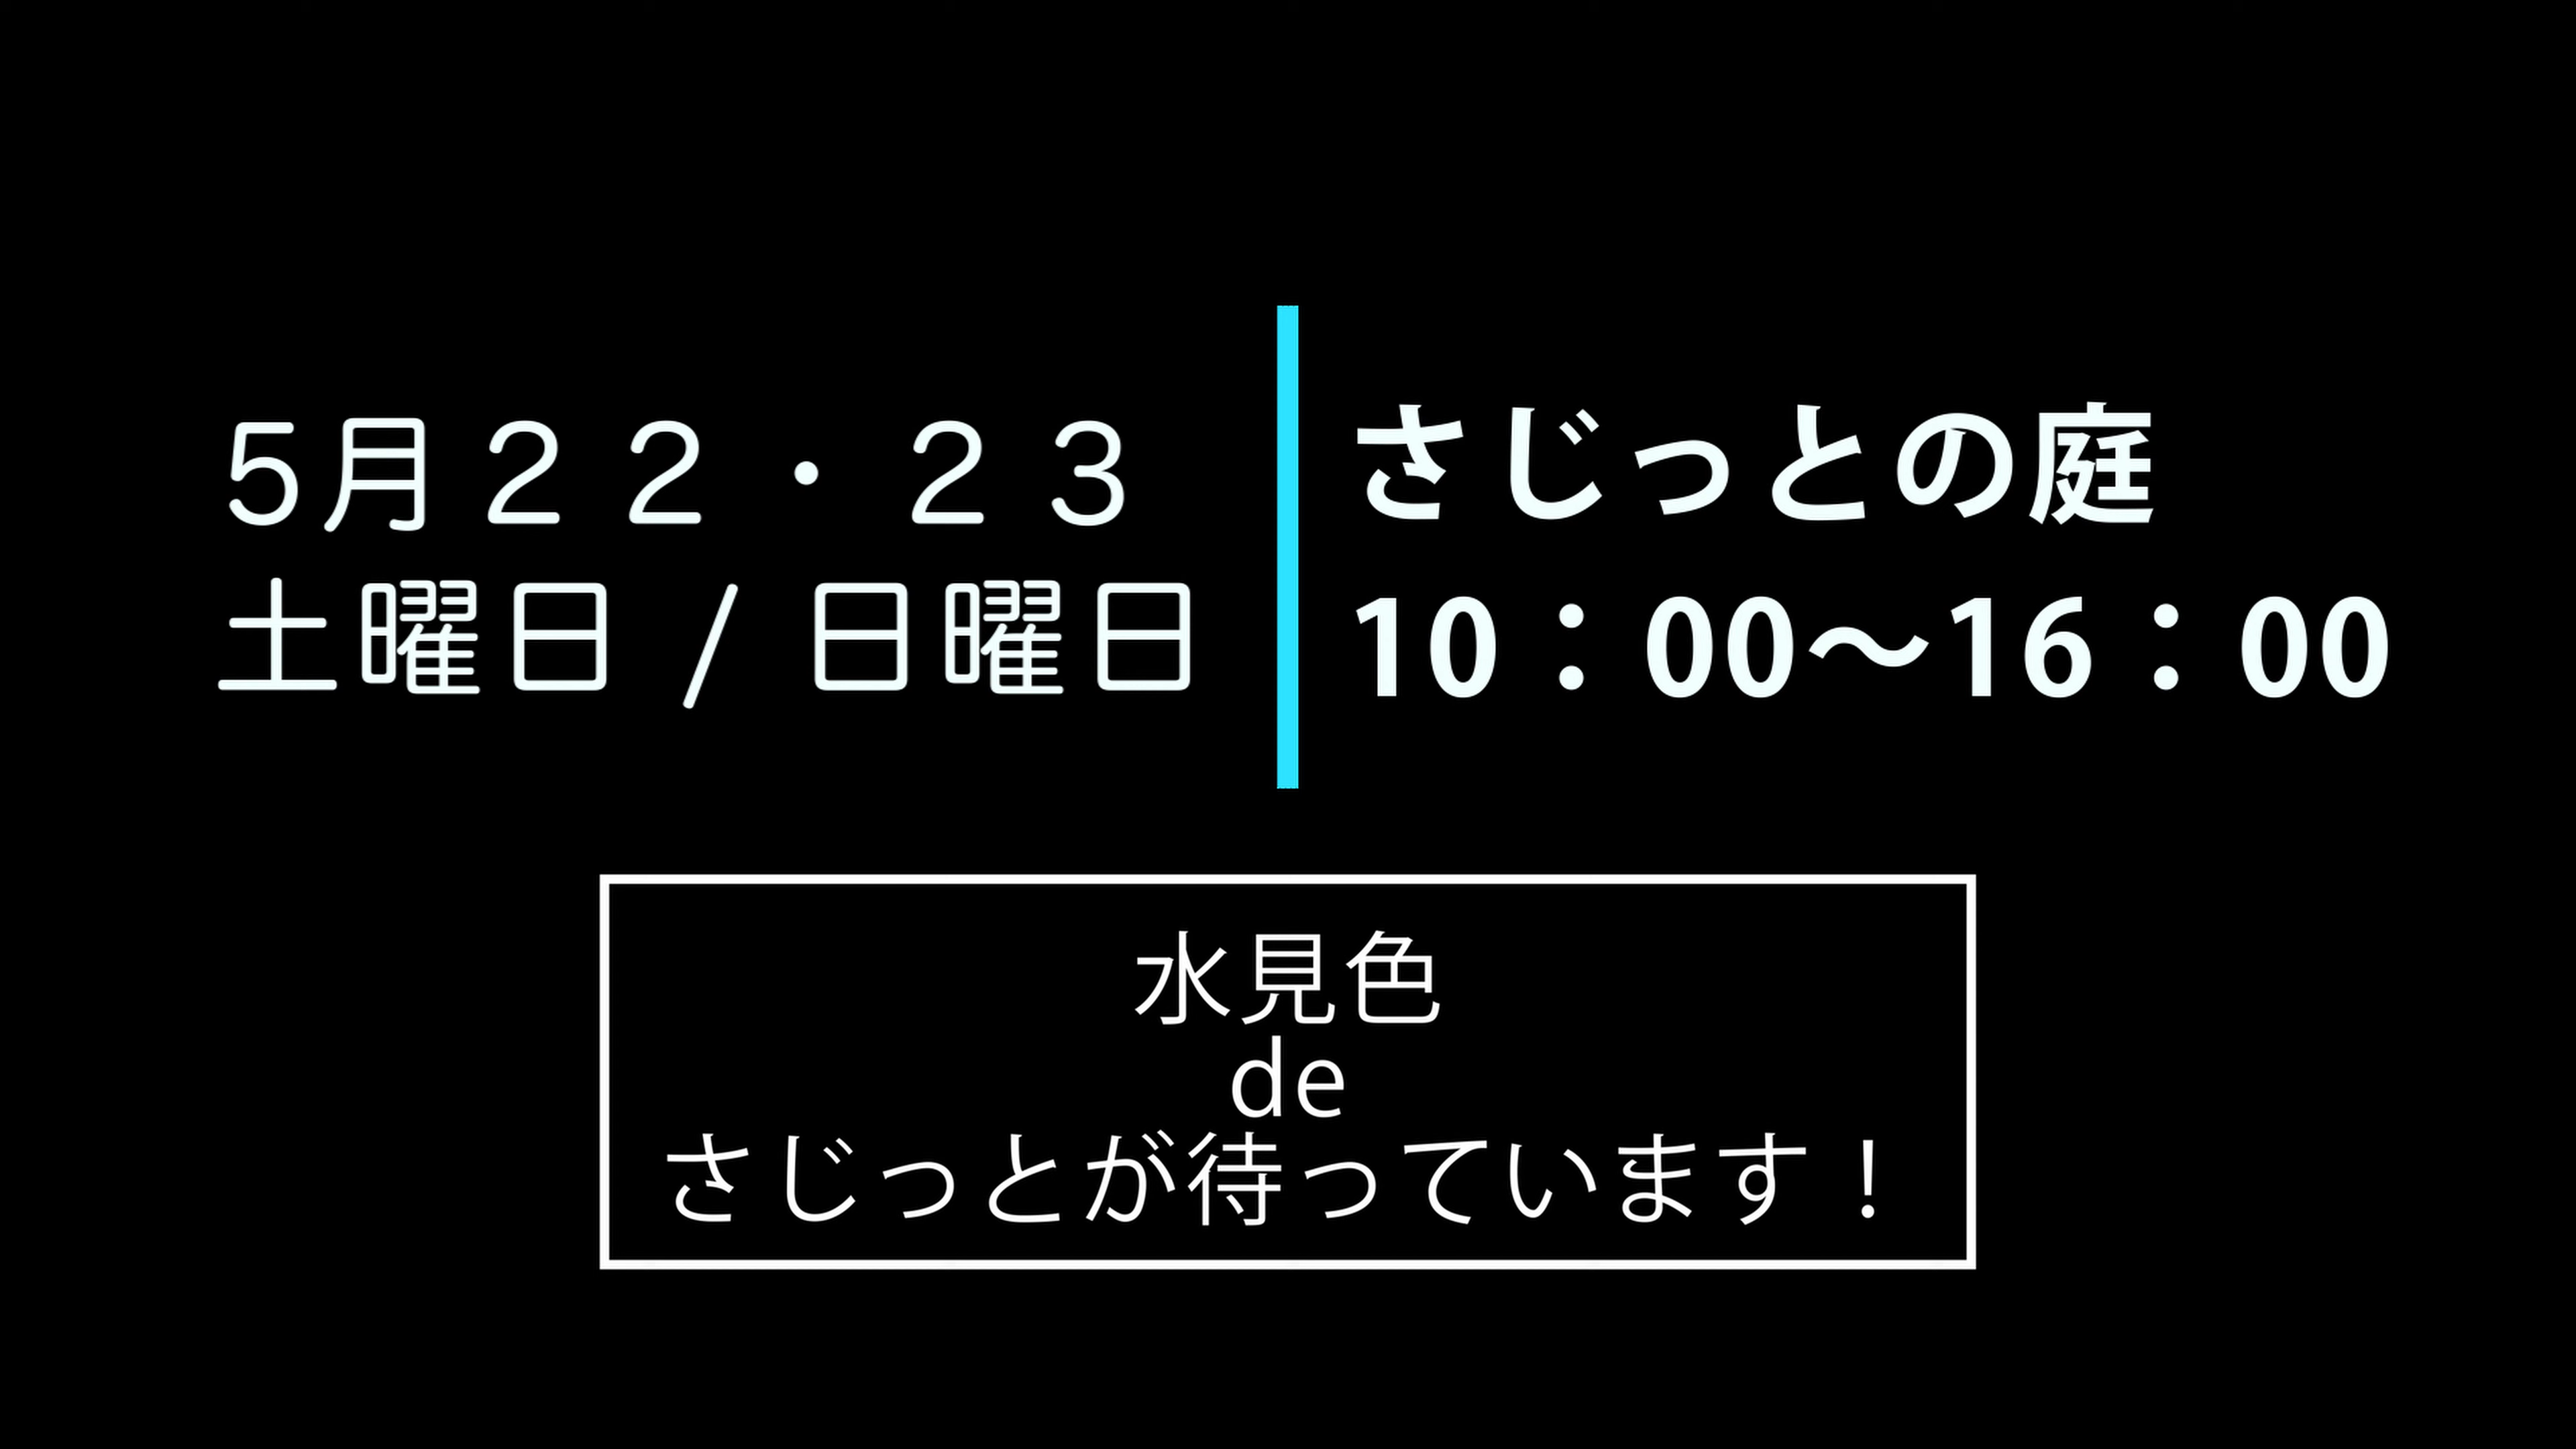 5月２２・２３
土曜日 / 日曜日
さじっとの庭
10：00～16：00
水見色
de
さじっとが待っています！